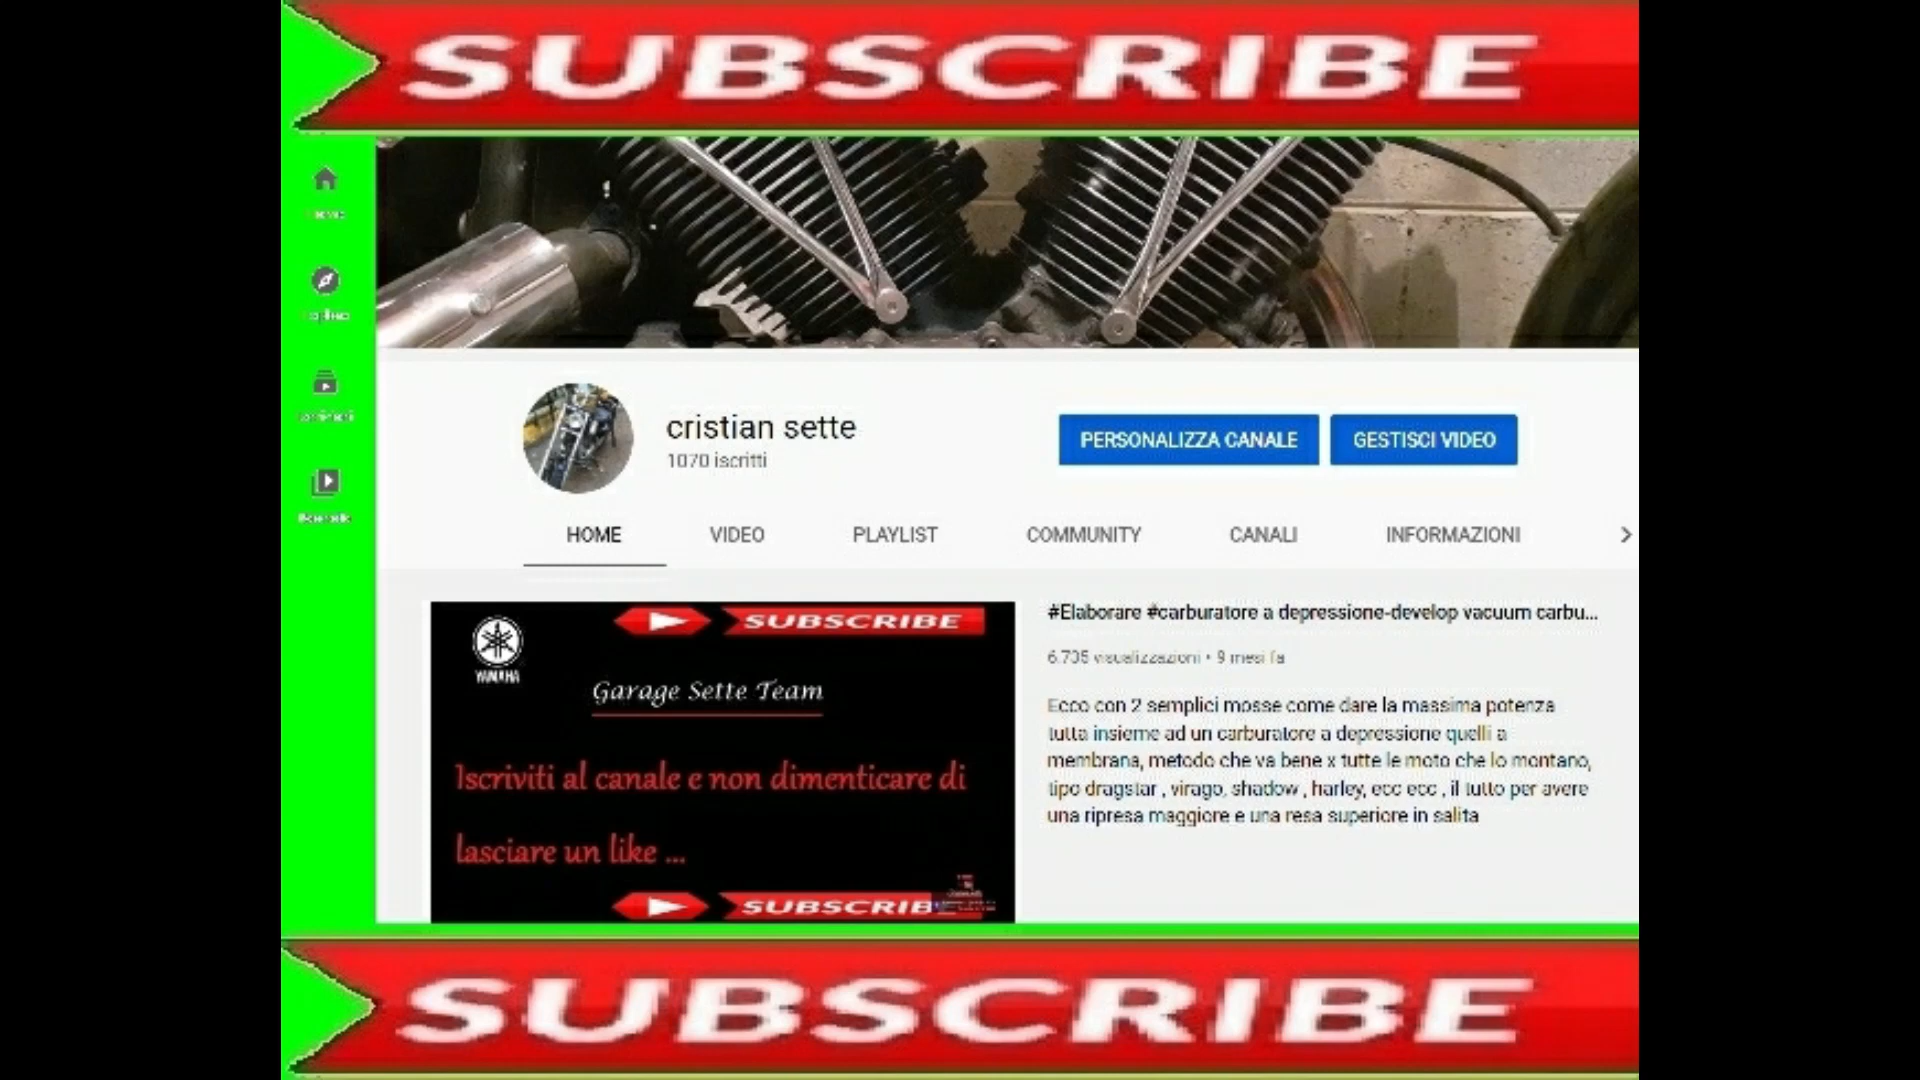 SUBSCRIBE
cristian sette
1070 iscritti
PERSONALIZZA CANALE
GESTISCI VIDEO
HOME
VIDEO
PLAYLIST
COMMUNITY
CANALI
INFORMAZIONI
SUBSCRIBE
YAMAHA
Garage Sette Team
Iscriviti al canale e non dimenticare di
lasciare un like ...
SUBSCRIB
#Elaborare #carburatore a depressione-develop vacuum carbu...
6.735 visualizzazioni • 9 mesi fa
Ecco con 2 semplici mosse come dare la massima potenza
tutta insieme ad un carburatore a depressione quelli a
membrana, metodo che va bene x tutte le moto che lo montano,
tipo dragstar , virago, shadow , harley, ecc ecc , il tutto per avere
una ripresa maggiore e una resa superiore in salita
SUBSCRIBE